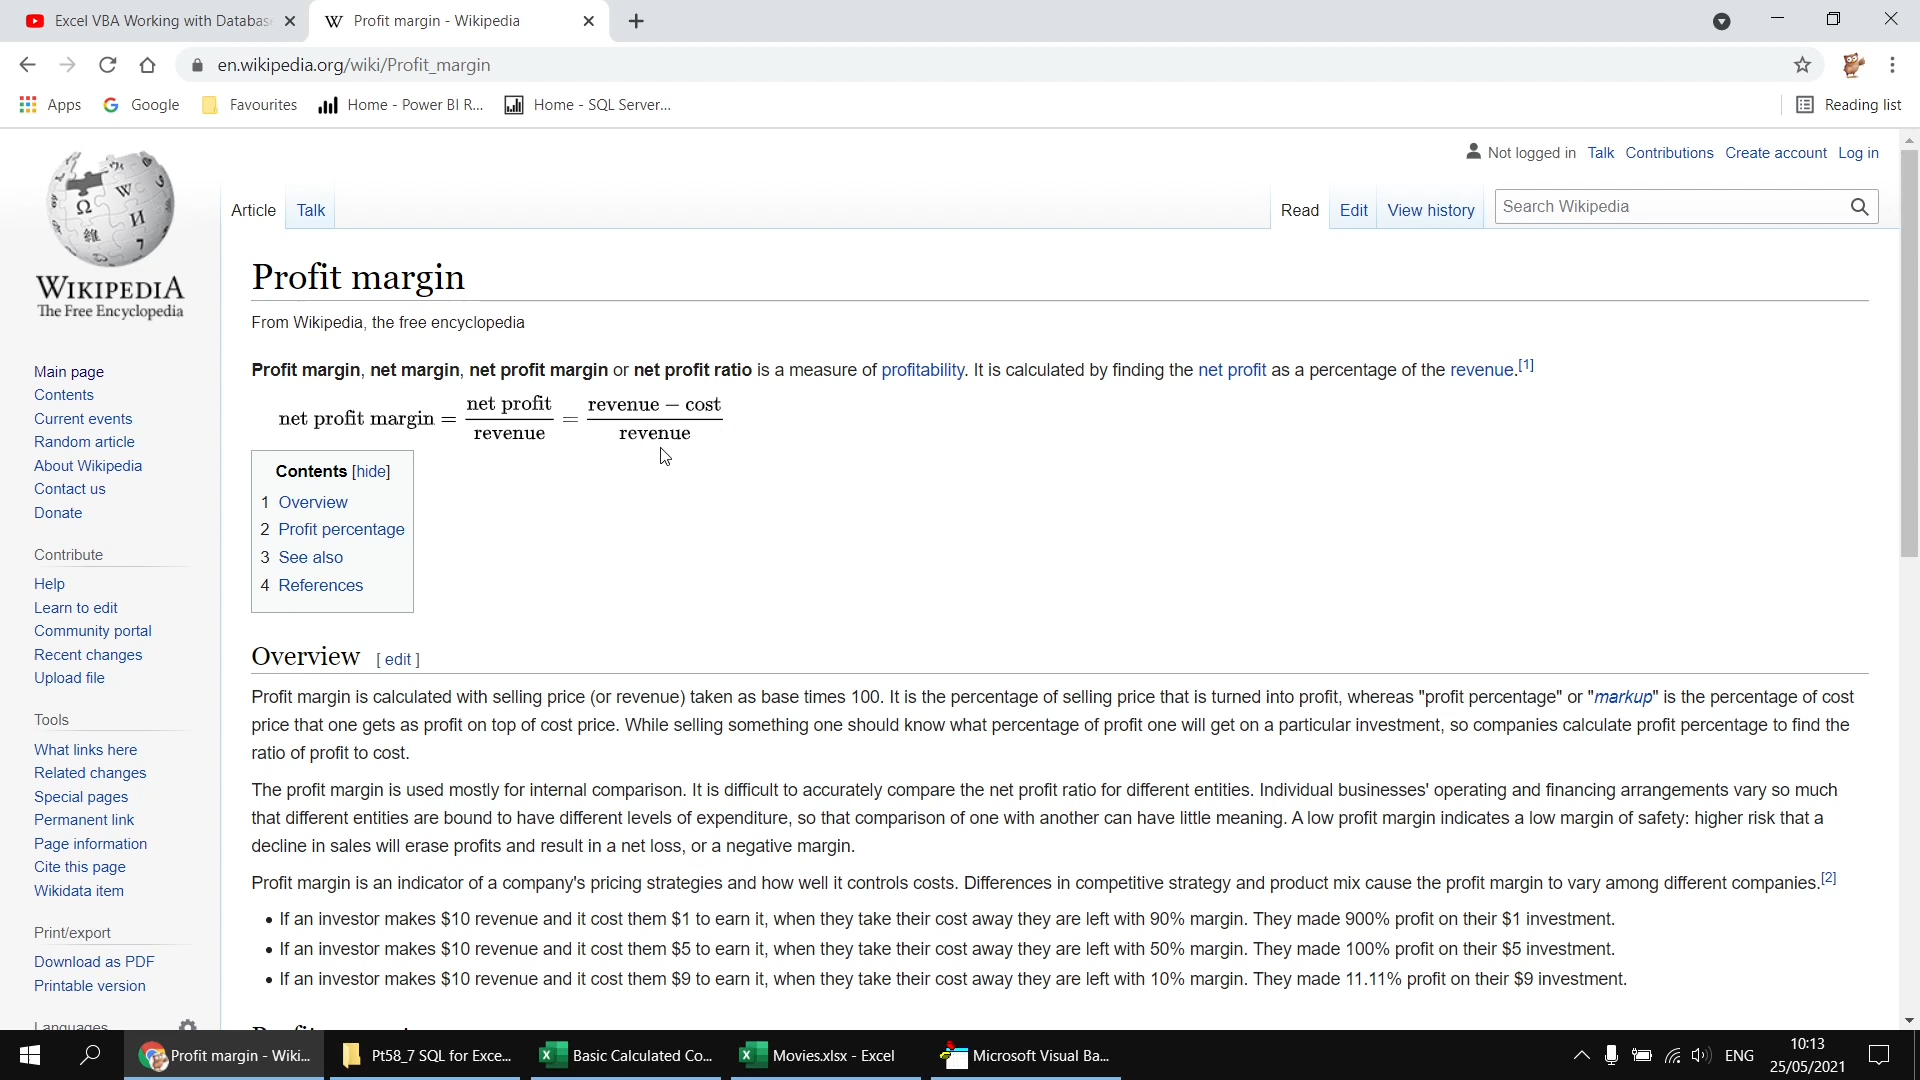 Excel VBA Working with Databas
Profit margin - Wikipedia
en.wikipedia.org/wiki/Profit_margin
Apps
Google
Favourites
Home - Power BI R...
Home - SQL Server...
Reading list
Not logged in Talk Contributions Create account Log in
Article Talk
Read Edit View history
Search Wikipedia
WIKIPEDIA
The Free Encyclopedia
Main page
Contents
Current events
Random article
About Wikipedia
Contact us
Donate
Contribute
Help
Learn to edit
Community portal
Recent changes
Upload file
Tools
What links here
Related changes
Special pages
Permanent link
Page information
Cite this page
Wikidata item
Print/export
Download as PDF
Printable version
Languages
Profit margin
From Wikipedia, the free encyclopedia
Profit margin, net margin, net profit margin or net profit ratio is a measure of profitability. It is calculated by finding the net profit as a percentage of the revenue.[1]
net profit margin = net profit / revenue = revenue − cost / revenue
Contents [hide]
1 Overview
2 Profit percentage
3 See also
4 References
Overview [ edit ]
Profit margin is calculated with selling price (or revenue) taken as base times 100. It is the percentage of selling price that is turned into profit, whereas "profit percentage" or "markup" is the percentage of cost
price that one gets as profit on top of cost price. While selling something one should know what percentage of profit one will get on a particular investment, so companies calculate profit percentage to find the
ratio of profit to cost.
The profit margin is used mostly for internal comparison. It is difficult to accurately compare the net profit ratio for different entities. Individual businesses' operating and financing arrangements vary so much
that different entities are bound to have different levels of expenditure, so that comparison of one with another can have little meaning. A low profit margin indicates a low margin of safety: higher risk that a
decline in sales will erase profits and result in a net loss, or a negative margin.
Profit margin is an indicator of a company's pricing strategies and how well it controls costs. Differences in competitive strategy and product mix cause the profit margin to vary among different companies.[2]
• If an investor makes $10 revenue and it cost them $1 to earn it, when they take their cost away they are left with 90% margin. They made 900% profit on their $1 investment.
• If an investor makes $10 revenue and it cost them $5 to earn it, when they take their cost away they are left with 50% margin. They made 100% profit on their $5 investment.
• If an investor makes $10 revenue and it cost them $9 to earn it, when they take their cost away they are left with 10% margin. They made 11.11% profit on their $9 investment.
Profit margin - Wiki...
Pt58_7 SQL for Exce...
Basic Calculated Co...
Movies.xlsx - Excel
Microsoft Visual Ba...
ENG
10:13
25/05/2021